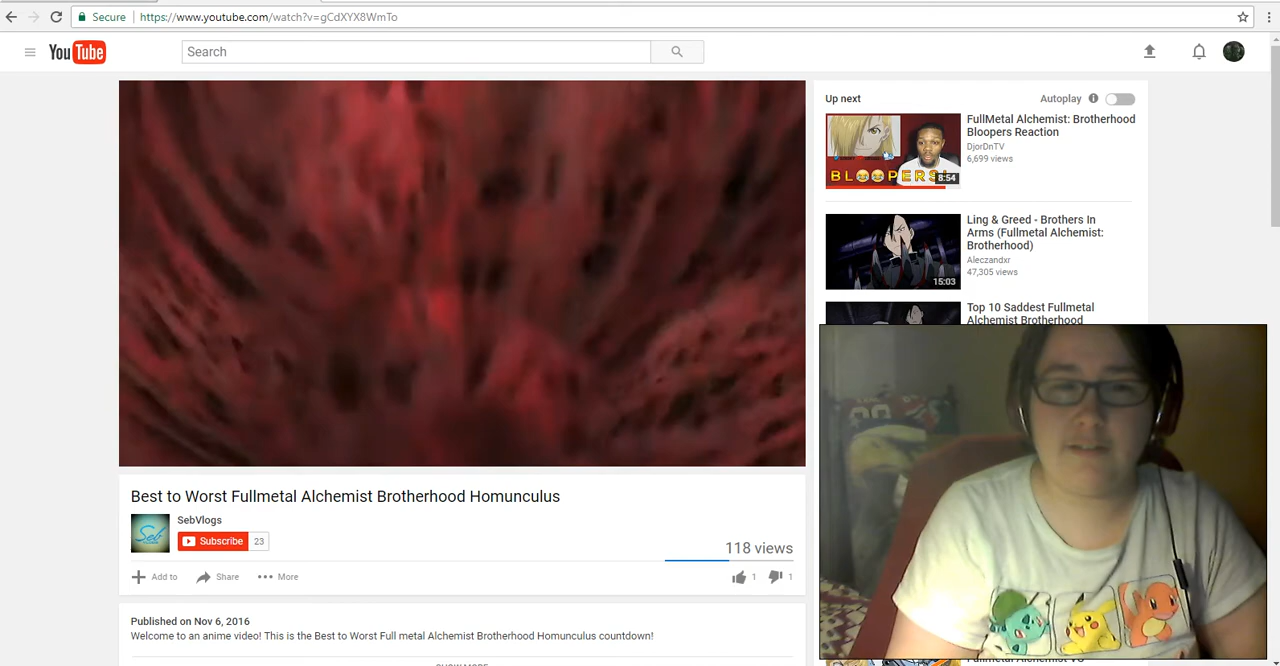 Secure
https://www.youtube.com/watch?v=gCdXYX8WmTo
YouTube
Search
Up next
Autoplay
BLOOPERS!
8:54
FullMetal Alchemist: Brotherhood
Bloopers Reaction
DjorDnTV
6,699 views
15:03
Ling & Greed - Brothers In
Arms (Fullmetal Alchemist:
Brotherhood)
Aleczandxr
47,305 views
Top 10 Saddest Fullmetal
Alchemist Brotherhood
Best to Worst Fullmetal Alchemist Brotherhood Homunculus
Seb
SebVlogs
Subscribe 23
118 views
Add to
Share
More
1
1
Published on Nov 6, 2016
Welcome to an anime video! This is the Best to Worst Full metal Alchemist Brotherhood Homunculus countdown!
SHOW MORE